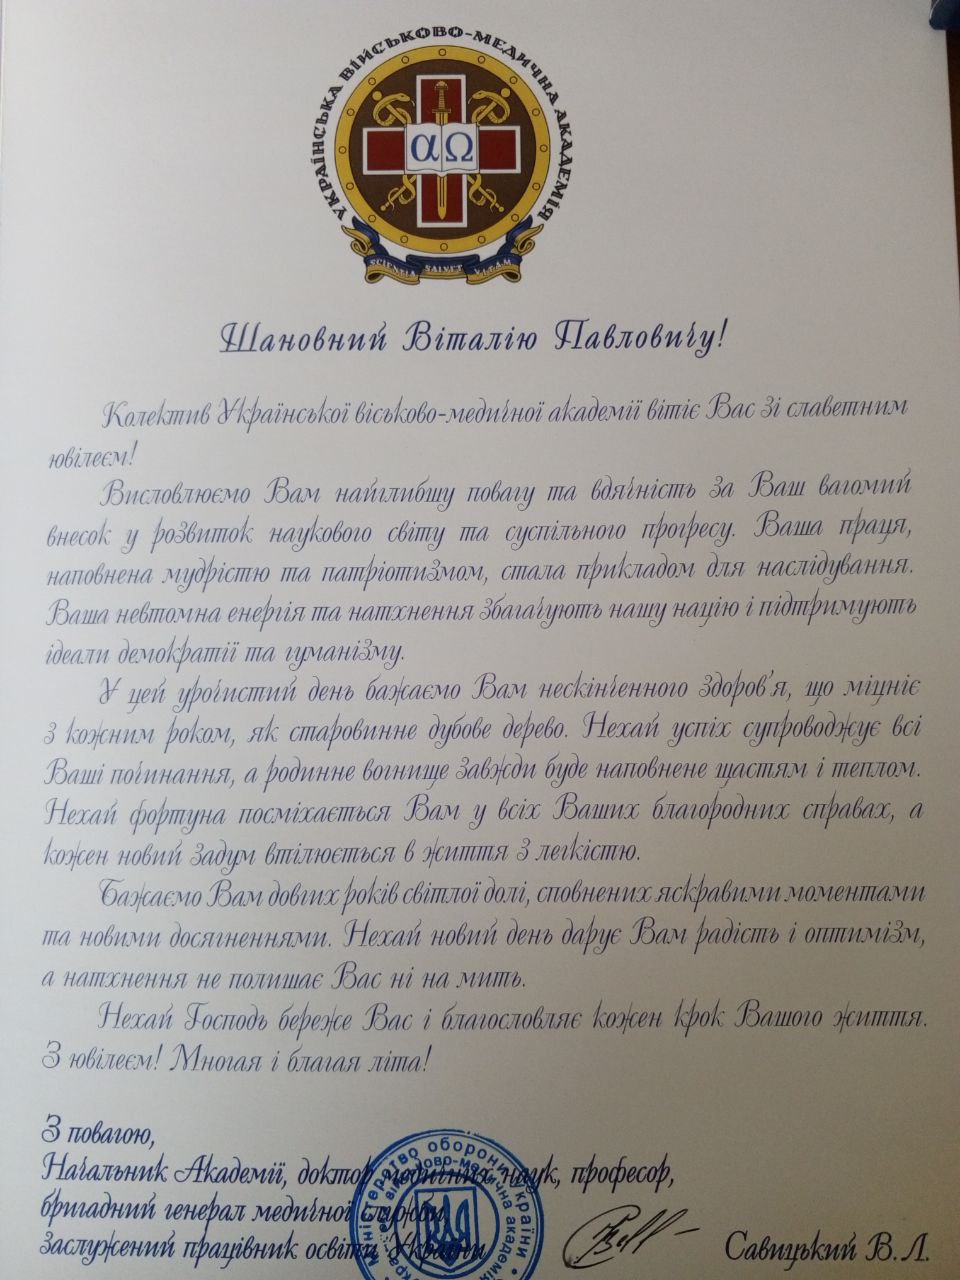 УКРАЇНСЬКА ВІЙСЬКОВО-МЕДИЧНА АКАДЕМІЯ
α Ω
SCIENTIA SALUT VITAM
Шановний Віталію Павловичу!
Колектив Української віськово-медичної академії вітіє Вас зі славетним
ювілеєм!
Висловлюємо Вам найглибшу повагу та вдячність за Ваш вагомий
внесок у розвиток наукового світу та суспільного прогресу. Ваша праця,
наповнена мудрістю та патріотизмом, стала прикладом для наслідування.
Ваша невтомна енергія та натхнення збагачують нашу націю і підтримують
ідеали демократії та гуманізму.
У цей урочистий день бажаємо Вам нескінченного здоров'я, що міцніє
з кожним роком, як старовинне дубове дерево. Нехай успіх супроводжує всі
Ваші починання, а родинне вогнище завжди буде наповнене щастям і теплом.
Нехай фортуна посміхається Вам у всіх Ваших благородних справах, а
кожен новий задум втілюється в життя з легкістю.
Бажаємо Вам довгих років світлої долі, сповнених яскравими моментами
та новими досягненнями. Нехай новий день дарує Вам радість і оптимізм,
а натхнення не полишає Вас ні на мить.
Нехай Господь береже Вас і благословляє кожен крок Вашого життя.
З ювілеєм! Многая і благая літа!
З повагою,
Начальник Академії, доктор медичних наук, професор,
бригадний генерал медичної служби,
заслужений працівник освіти України
Савицький В. Л.
Міністерство оборони України
військово-медична академія